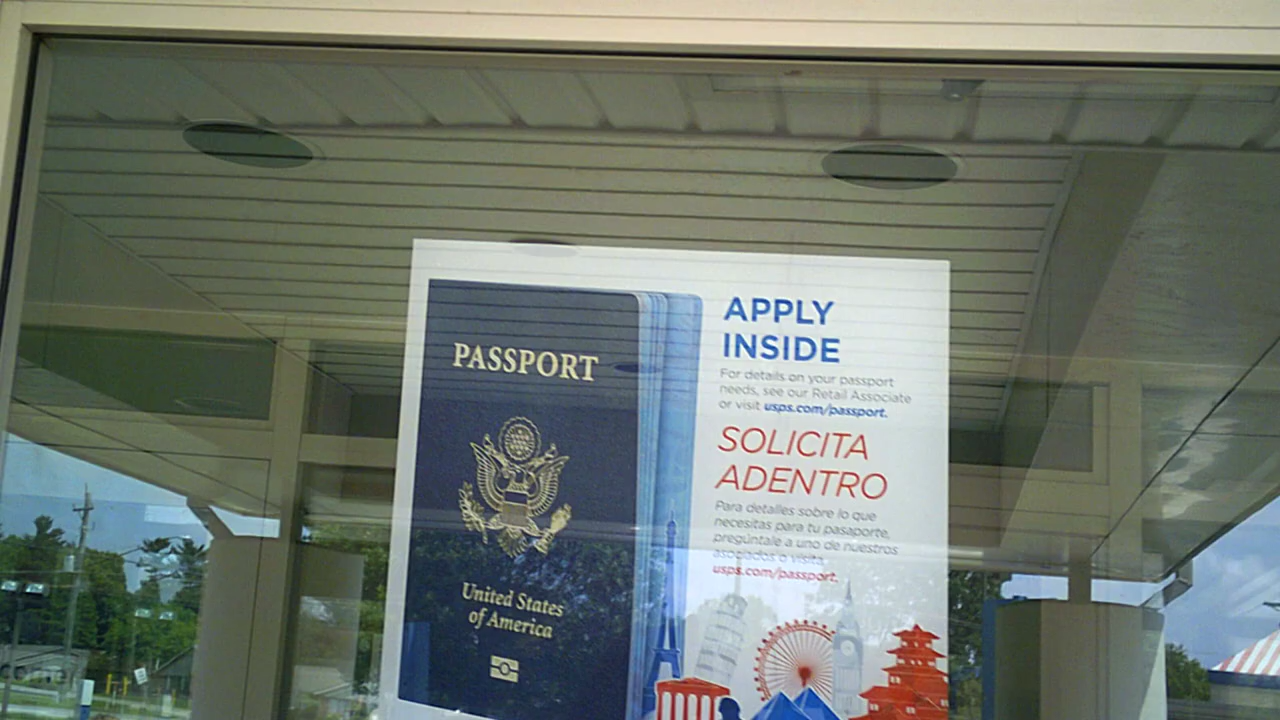 PASSPORT
United States
of America
APPLY
INSIDE
For details on your passport
needs, see our Retail Associate
or visit usps.com/passport.
SOLICITA
ADENTRO
Para detalles sobre lo que
necesitas para tu pasaporte,
pregúntale a uno de nuestros
asociados o visita
usps.com/passport.